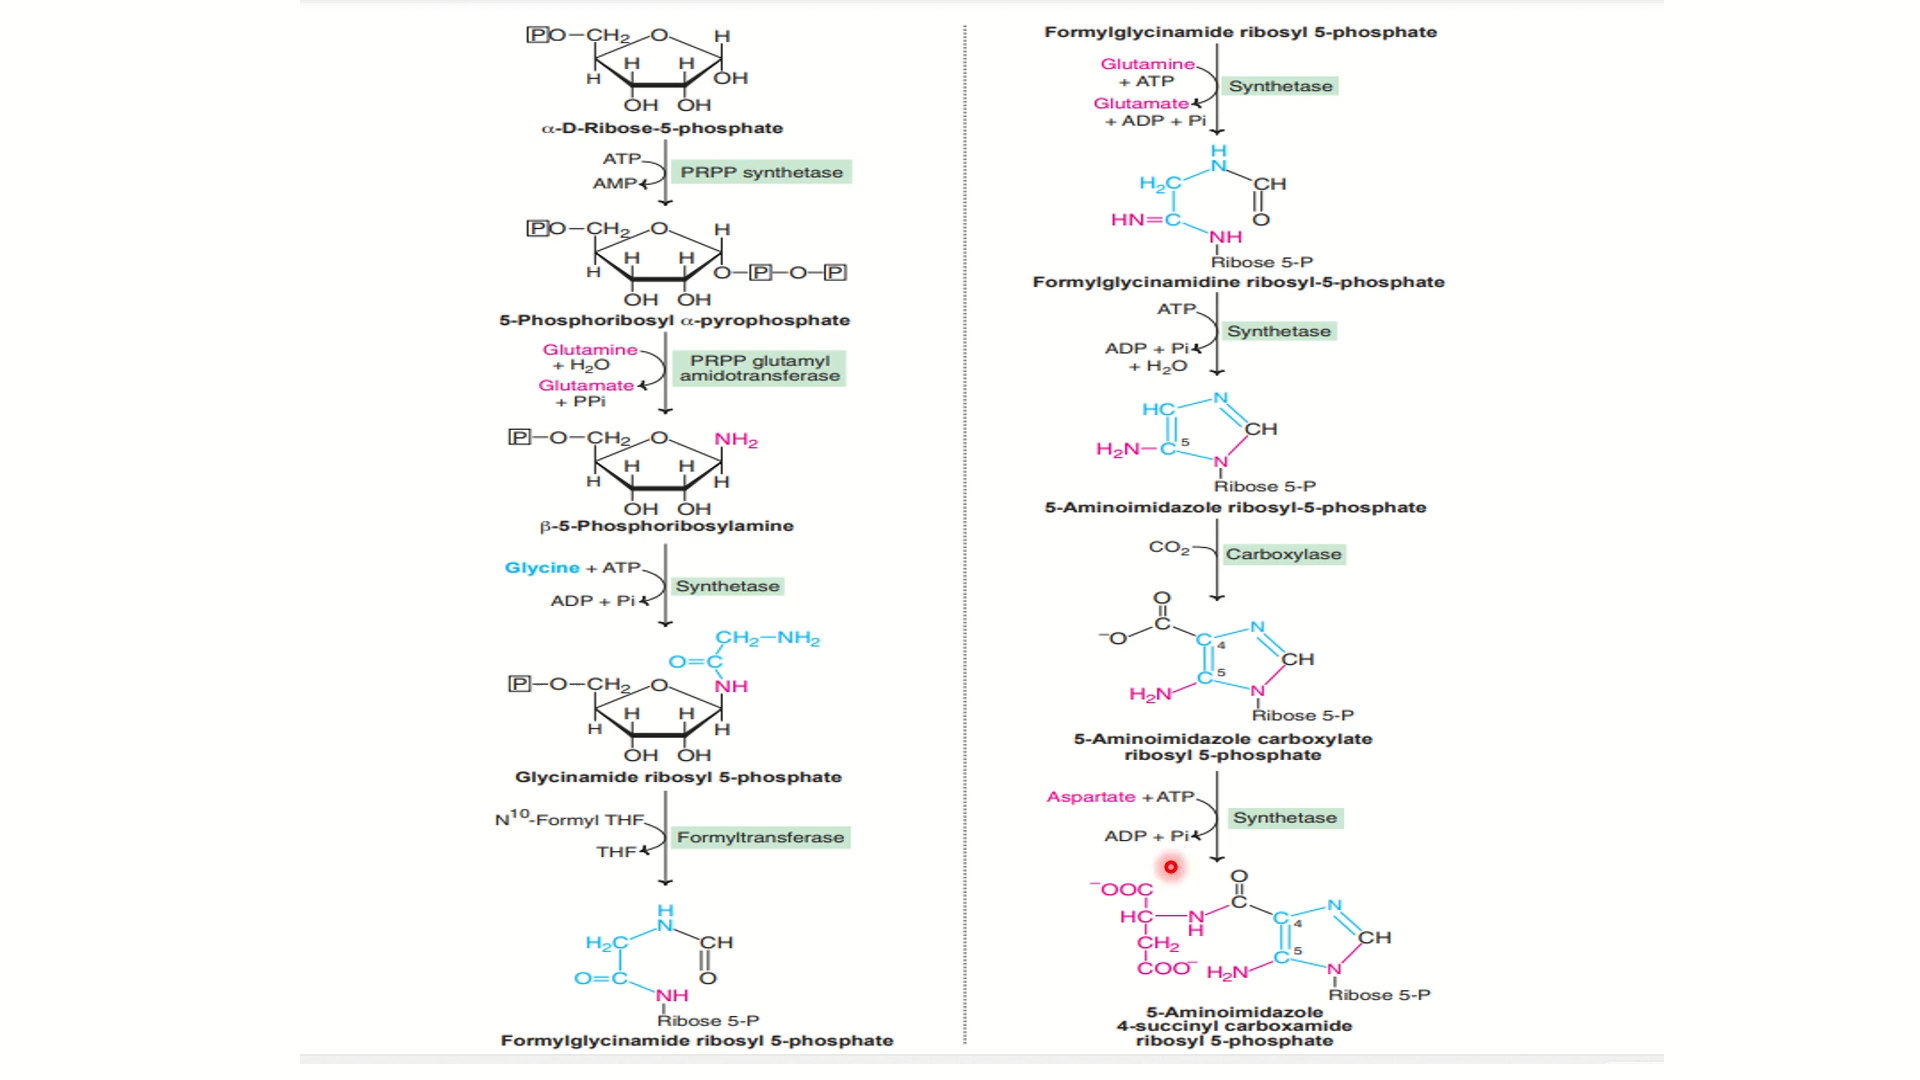 P O–CH2 O H
H H H OH
OH OH
α-D-Ribose-5-phosphate
ATP
AMP
PRPP synthetase
P O–CH2 O H
H H H O–P–O–P
OH OH
5-Phosphoribosyl α-pyrophosphate
Glutamine
+ H2O
Glutamate
+ PPi
PRPP glutamyl
amidotransferase
P–O–CH2 O NH2
H H H H
OH OH
β-5-Phosphoribosylamine
Glycine + ATP
ADP + Pi
Synthetase
CH2–NH2
O=C
P–O–CH2 O NH
H H H H
OH OH
Glycinamide ribosyl 5-phosphate
N10-Formyl THF
THF
Formyltransferase
H
N
H2C CH
O=C O
NH
Ribose 5-P
Formylglycinamide ribosyl 5-phosphate
Formylglycinamide ribosyl 5-phosphate
Glutamine
+ ATP
Glutamate
+ ADP + Pi
Synthetase
H
N
H2C CH
HN=C O
NH
Ribose 5-P
Formylglycinamidine ribosyl-5-phosphate
ATP
ADP + Pi
+ H2O
Synthetase
HC N
CH
H2N–C 5
N
Ribose 5-P
5-Aminoimidazole ribosyl-5-phosphate
CO2
Carboxylase
O
C
–O C 4 N
CH
C 5
H2N N
Ribose 5-P
5-Aminoimidazole carboxylate
ribosyl 5-phosphate
Aspartate + ATP
ADP + Pi
Synthetase
–OOC O
HC–N C C 4 N
H
CH2 CH
COO– H2N C 5 N
Ribose 5-P
5-Aminoimidazole
4-succinyl carboxamide
ribosyl 5-phosphate